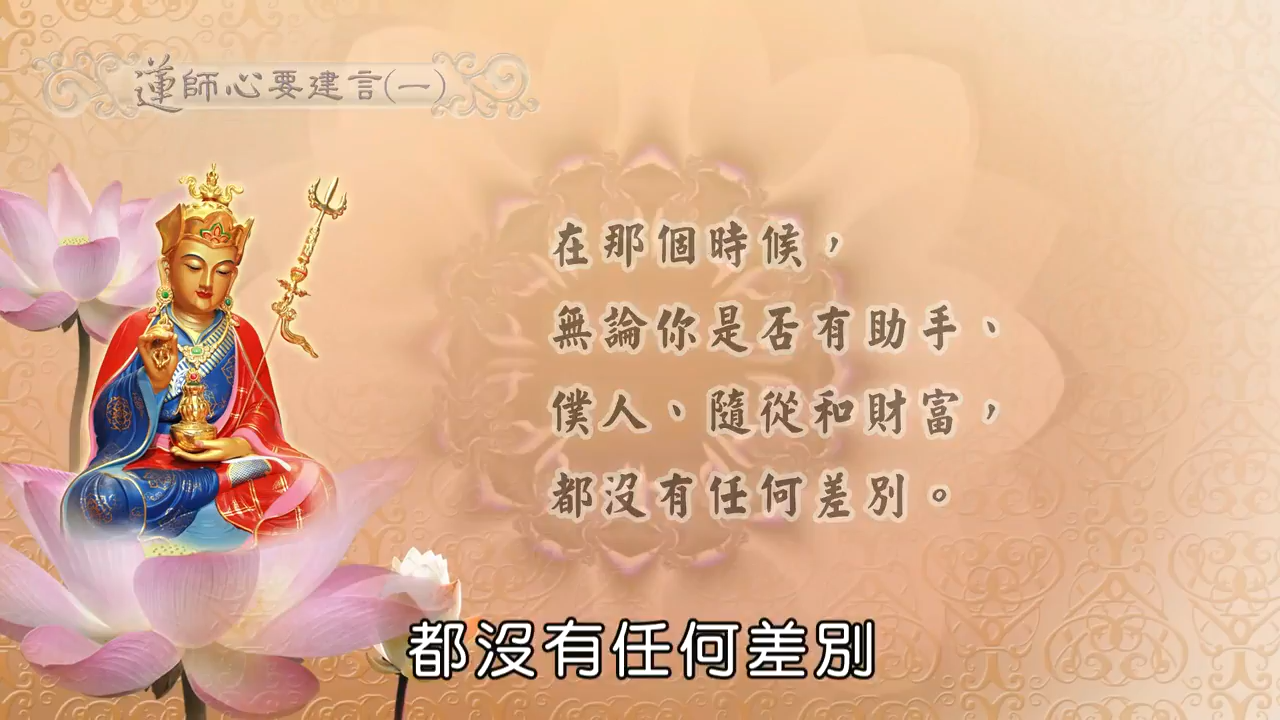 蓮師心要建言(一)
在那個時候，
無論你是否有助手、
僕人、隨從和財富，
都沒有任何差別。
都沒有任何差別